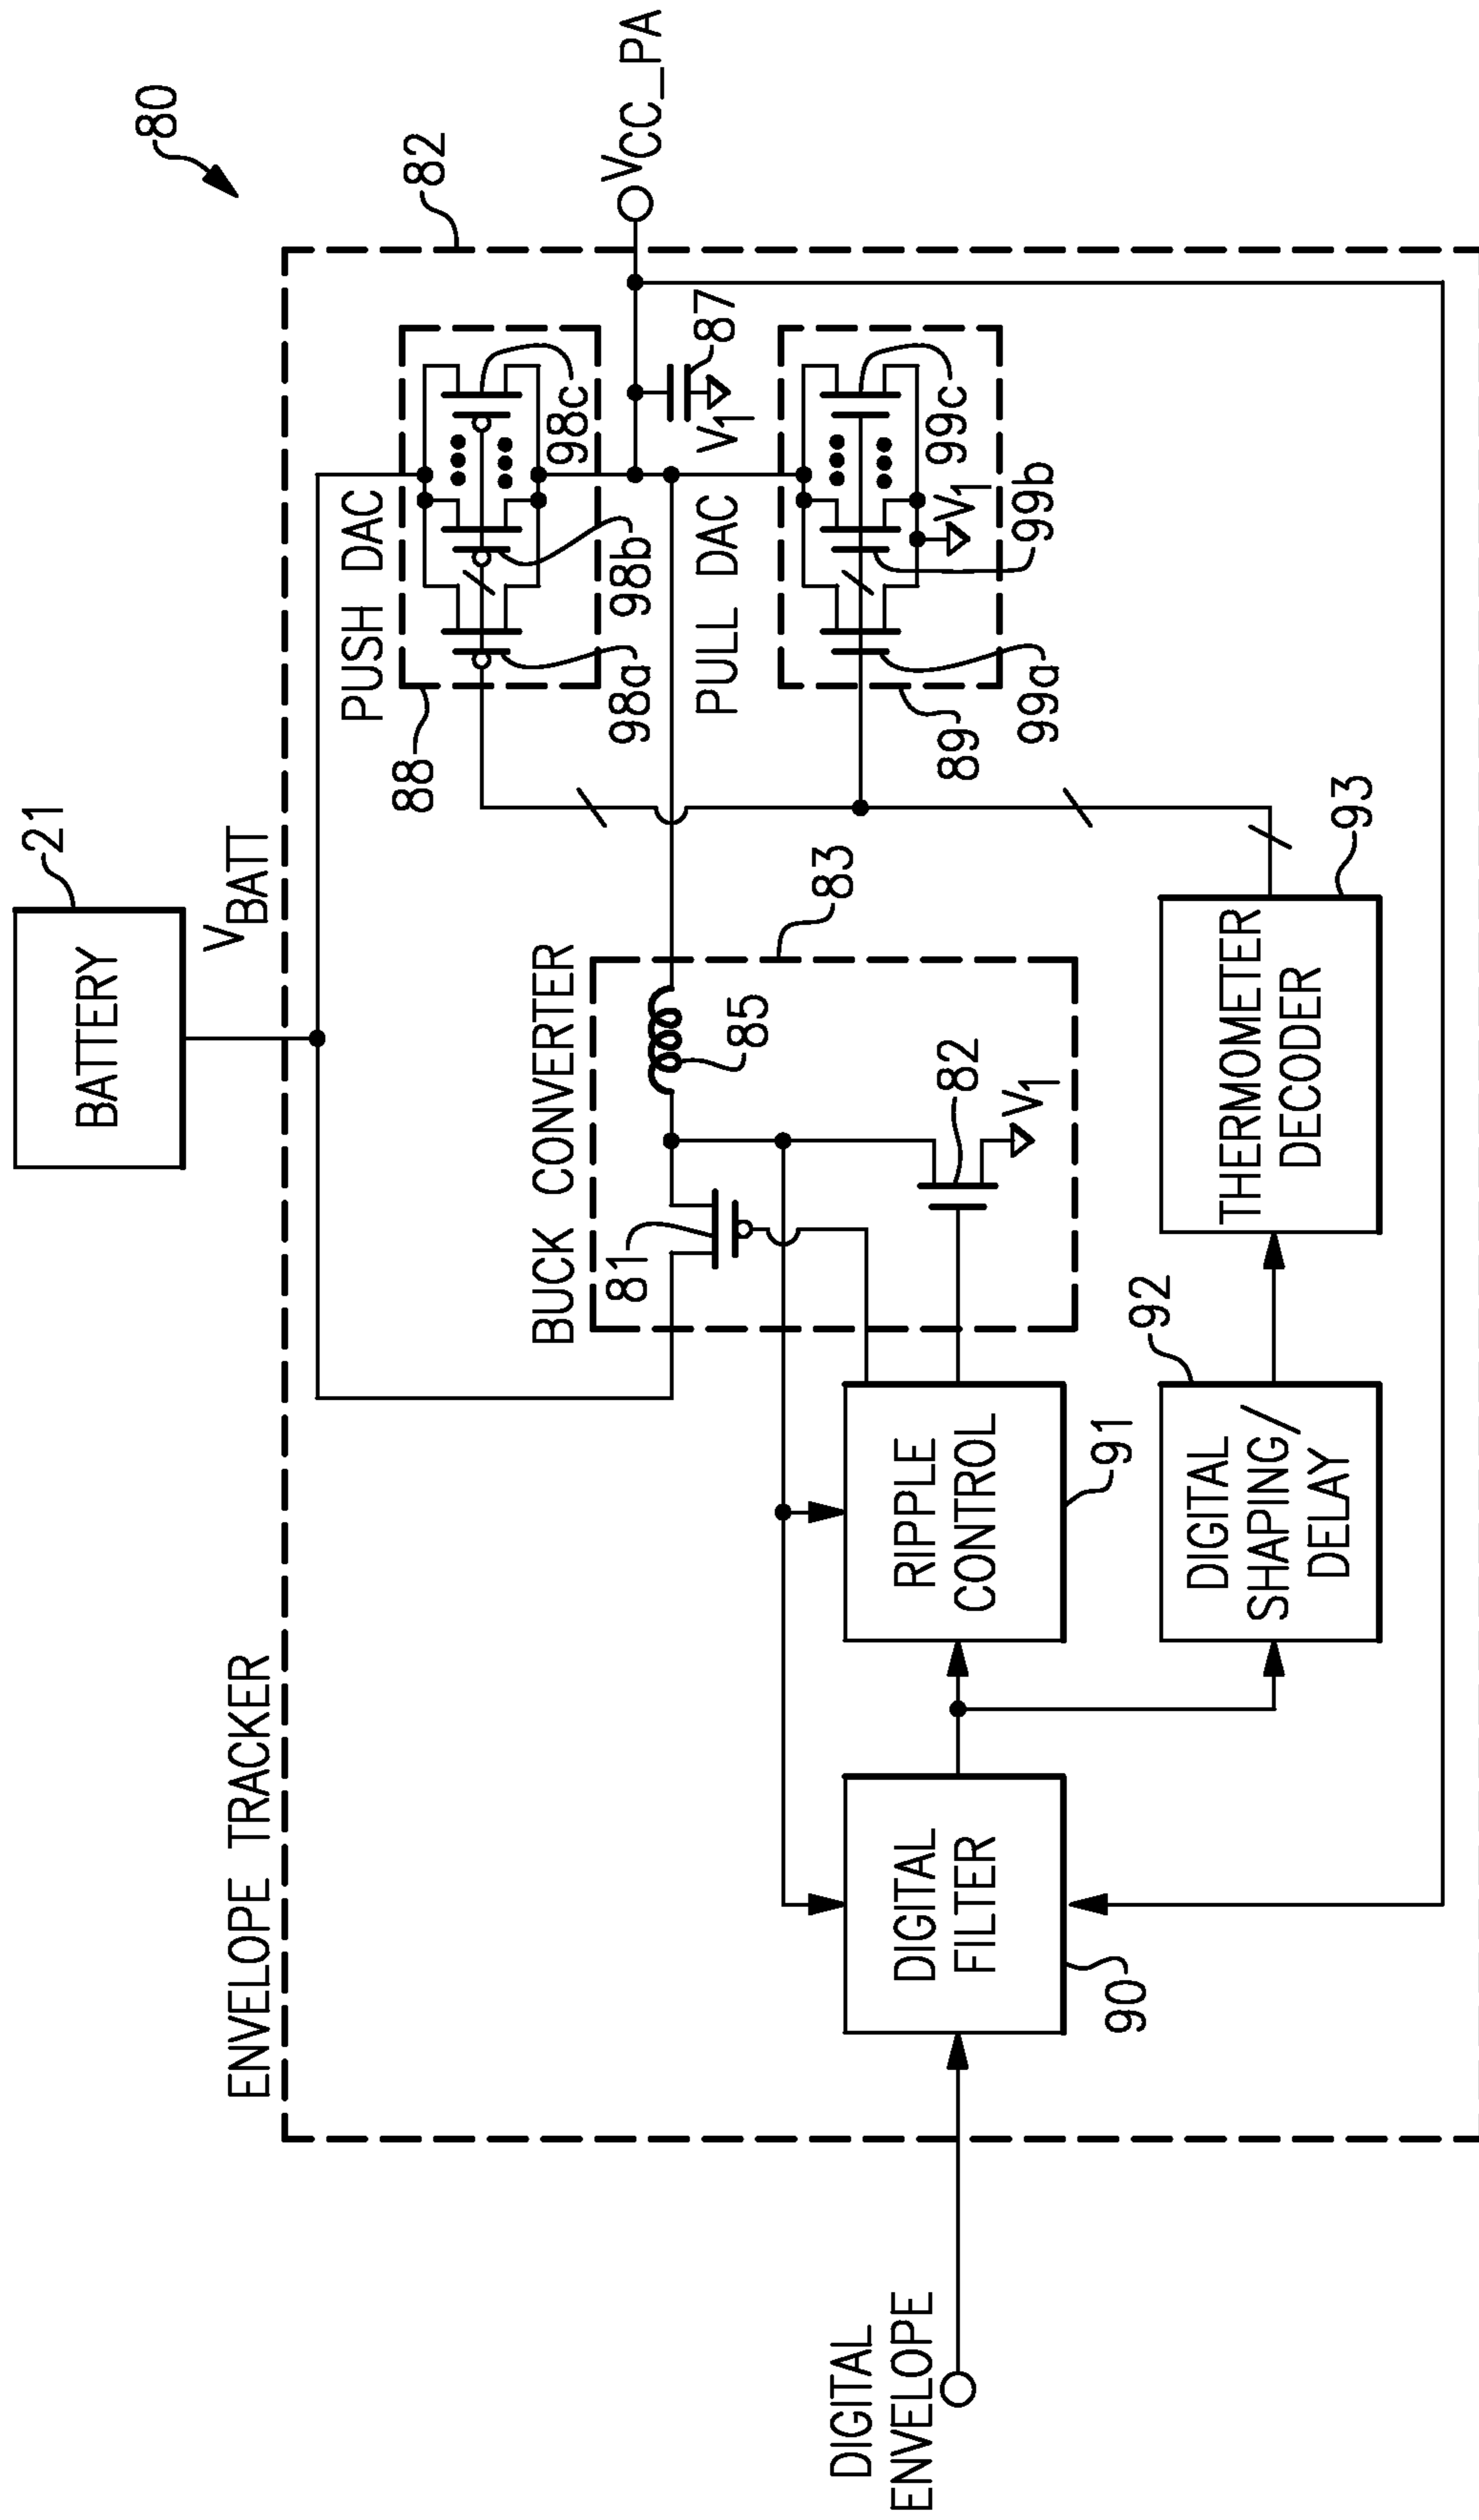 80
BATTERY
21
V BATT
ENVELOPE TRACKER
82
PUSH DAC
88
98a
98b
98c
VCC_PA
BUCK CONVERTER
83
81
85
82
V1
PULL DAC
87
V1
89
99a
99b
99c
V1
DIGITAL
ENVELOPE
DIGITAL
FILTER
90
RIPPLE
CONTROL
91
DIGITAL
SHAPING/
DELAY
92
THERMOMETER
DECODER
93